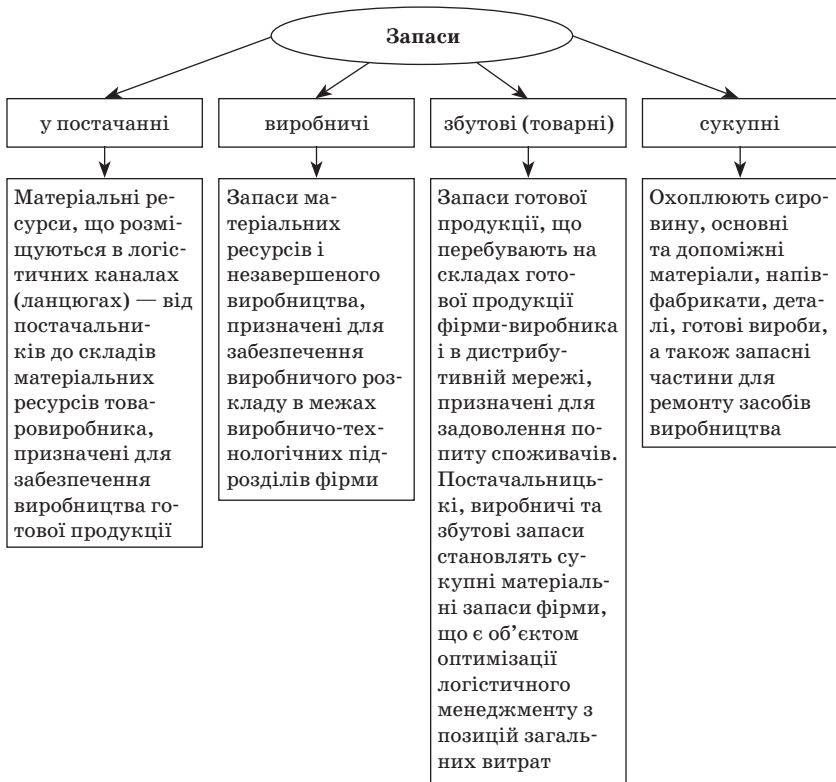 Запаси
у постачанні
виробничі
збутові (товарні)
сукупні
Матеріальні ре-
сурси, що розмі-
щуються в логіс-
тичних каналах
(ланцюгах) — від
постачальни-
ків до складів
матеріальних
ресурсів това-
ровиробника,
призначені для
забезпечення
виробництва го-
тової продукції
Запаси ма-
теріальних
ресурсів і
незавершеного
виробництва,
призначені для
забезпечення
виробничого роз-
кладу в межах
виробничо-тех-
нологічних під-
розділів фірми
Запаси готової
продукції, що
перебувають на
складах гото-
вої продукції
фірми-виробника
і в дистрибу-
тивній мережі,
призначені для
задоволення по-
питу споживачів.
Постачальниць-
кі, виробничі та
збутові запаси
становлять су-
купні матеріаль-
ні запаси фірми,
що є об’єктом
оптимізації
логістичного
менеджменту з
позицій загаль-
них витрат
Охоплюють сиро-
вину, основні
та допоміжні
матеріали, напів-
фабрикати, дета-
лі, готові вироби,
а також запасні
частини для
ремонту засобів
виробництва